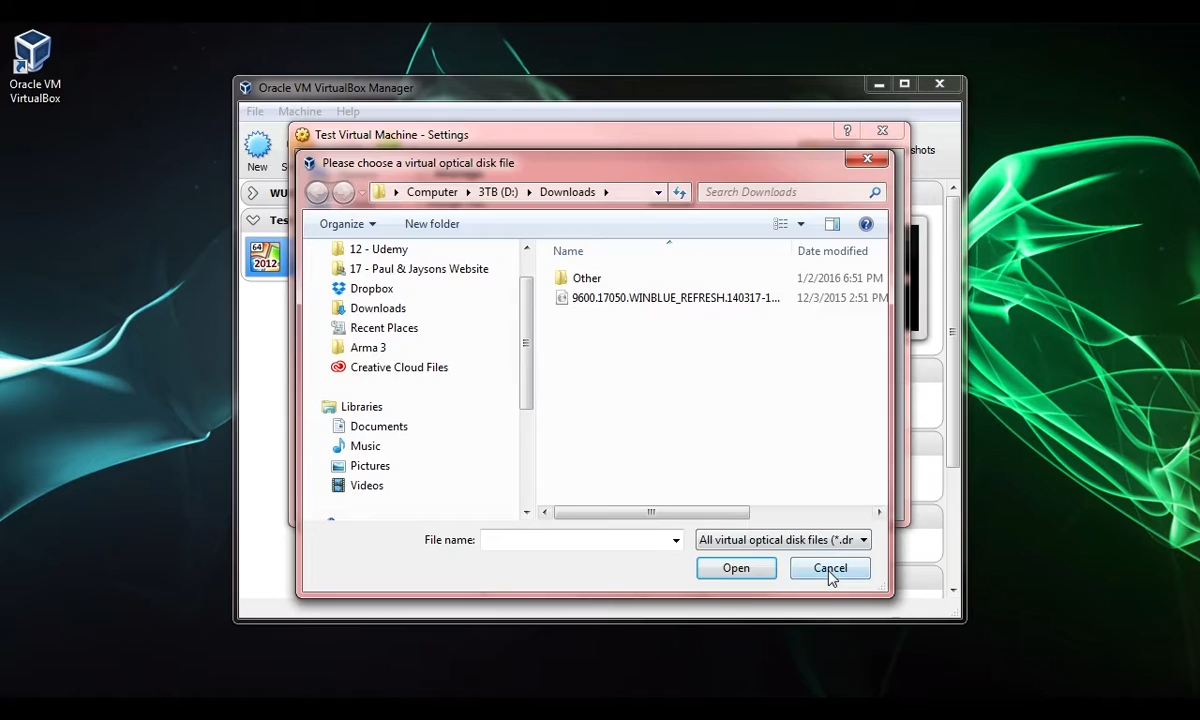 Oracle VM
VirtualBox
Oracle VM VirtualBox Manager
File Machine Help
Test Virtual Machine - Settings
New
shots
Please choose a virtual optical disk file
Computer 3TB (D:) Downloads
Search Downloads
Organize New folder
WU
Tes
64
2012
12 - Udemy
17 - Paul & Jaysons Website
Dropbox
Downloads
Recent Places
Arma 3
Creative Cloud Files
Libraries
Documents
Music
Pictures
Videos
Name Date modified
Other 1/2/2016 6:51 PM
9600.17050.WINBLUE_REFRESH.140317-1... 12/3/2015 2:51 PM
File name:
All virtual optical disk files (*.dr
Open Cancel